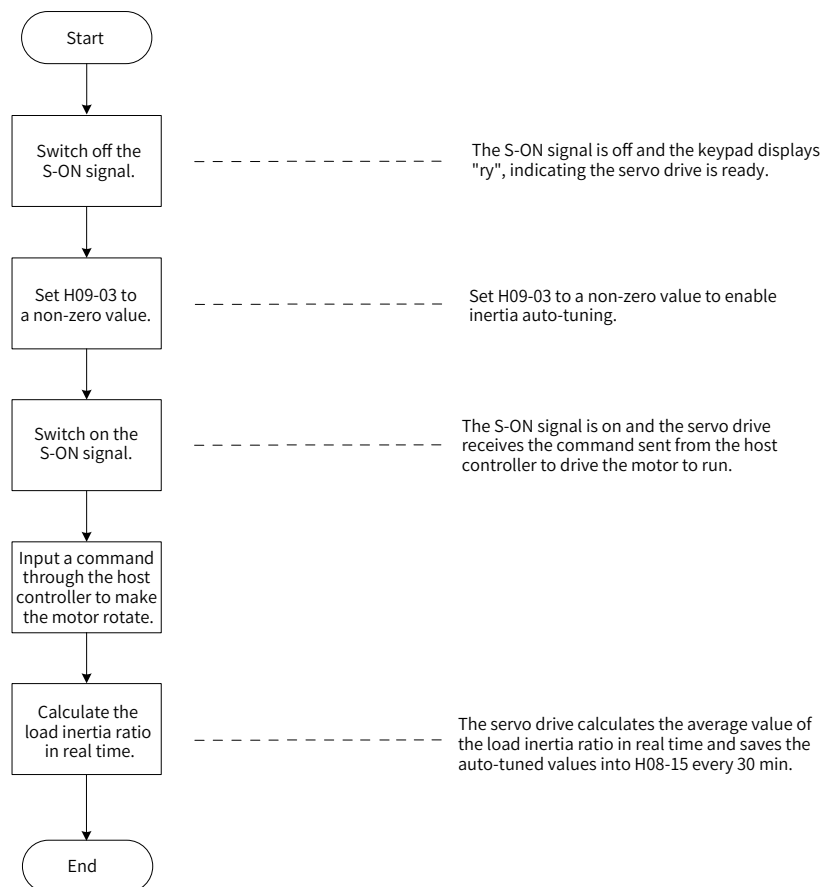 Start
Switch off the
S-ON signal.
The S-ON signal is off and the keypad displays
"ry", indicating the servo drive is ready.
Set H09-03 to
a non-zero value.
Set H09-03 to a non-zero value to enable
inertia auto-tuning.
Switch on the
S-ON signal.
The S-ON signal is on and the servo drive
receives the command sent from the host
controller to drive the motor to run.
Input a command
through the host
controller to make
the motor rotate.
Calculate the
load inertia ratio
in real time.
The servo drive calculates the average value of
the load inertia ratio in real time and saves the
auto-tuned values into H08-15 every 30 min.
End